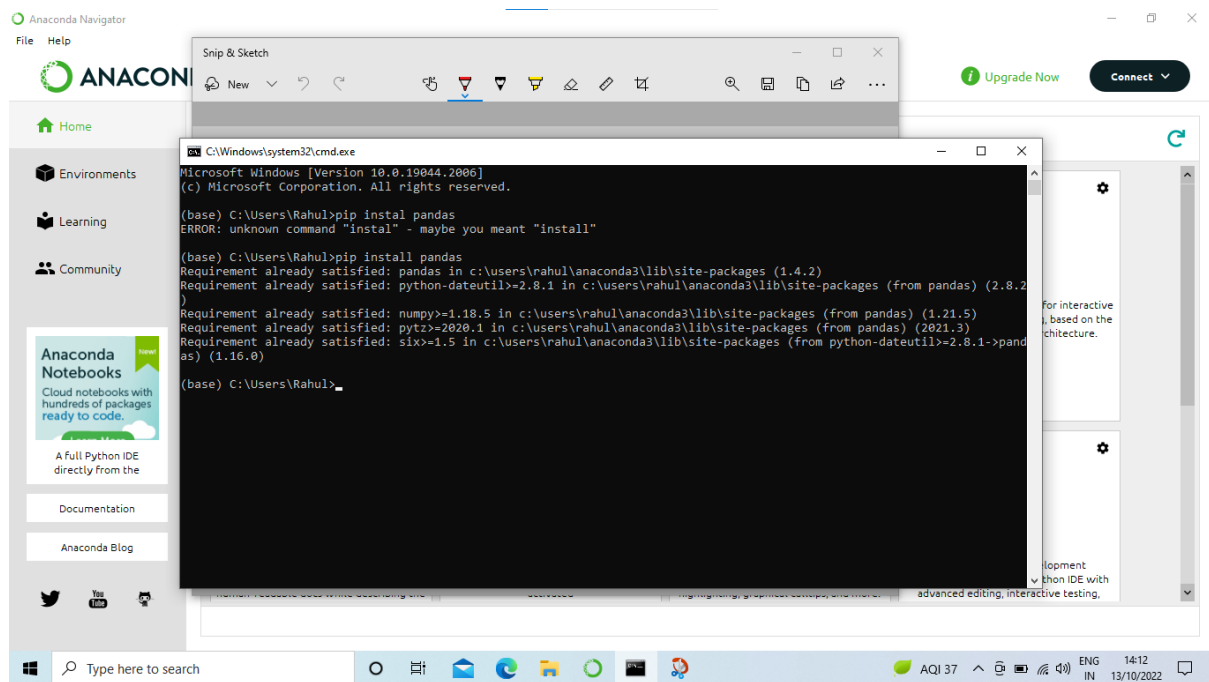 Anaconda Navigator
File Help
ANACON
Upgrade Now
Connect
Snip & Sketch
New
Home
Environments
Learning
Community
C:\Windows\system32\cmd.exe
Microsoft Windows [Version 10.0.19044.2006]
(c) Microsoft Corporation. All rights reserved.
(base) C:\Users\Rahul>pip instal pandas
ERROR: unknown command "instal" - maybe you meant "install"
(base) C:\Users\Rahul>pip install pandas
Requirement already satisfied: pandas in c:\users\rahul\anaconda3\lib\site-packages (1.4.2)
Requirement already satisfied: python-dateutil>=2.8.1 in c:\users\rahul\anaconda3\lib\site-packages (from pandas) (2.8.2
)
Requirement already satisfied: numpy>=1.18.5 in c:\users\rahul\anaconda3\lib\site-packages (from pandas) (1.21.5)
Requirement already satisfied: pytz>=2020.1 in c:\users\rahul\anaconda3\lib\site-packages (from pandas) (2021.3)
Requirement already satisfied: six>=1.5 in c:\users\rahul\anaconda3\lib\site-packages (from python-dateutil>=2.8.1->pand
as) (1.16.0)
(base) C:\Users\Rahul>
for interactive
, based on the
chitecture.
lopment
thon IDE with
advanced editing, interactive testing,
Anaconda
Notebooks
New!
Cloud notebooks with
hundreds of packages
ready to code.
A full Python IDE
directly from the
Documentation
Anaconda Blog
You
Tube
Type here to search
AQI 37
ENG
IN
14:12
13/10/2022